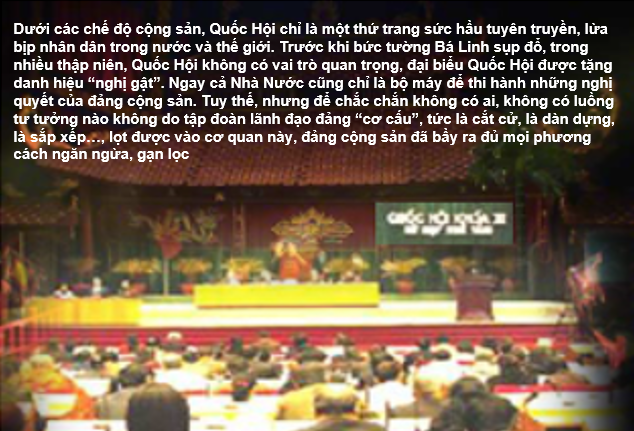 Dưới các chế độ cộng sản, Quốc Hội chỉ là một thứ trang sức hầu tuyên truyền, lừa
bịp nhân dân trong nước và thế giới. Trước khi bức tường Bá Linh sụp đổ, trong
nhiều thập niên, Quốc Hội không có vai trò quan trọng, đại biểu Quốc Hội được tặng
danh hiệu “nghị gật”. Ngay cả Nhà Nước cũng chỉ là bộ máy để thi hành những nghị
quyết của đảng cộng sản. Tuy thế, nhưng để chắc chắn không có ai, không có luồng
tư tưởng nào không do tập đoàn lãnh đạo đảng “cơ cấu”, tức là cắt cử, là dàn dựng,
là sắp xếp…, lọt được vào cơ quan này, đảng cộng sản đã bầy ra đủ mọi phương
cách ngăn ngừa, gạn lọc
QUỐC HỘI KHÓA